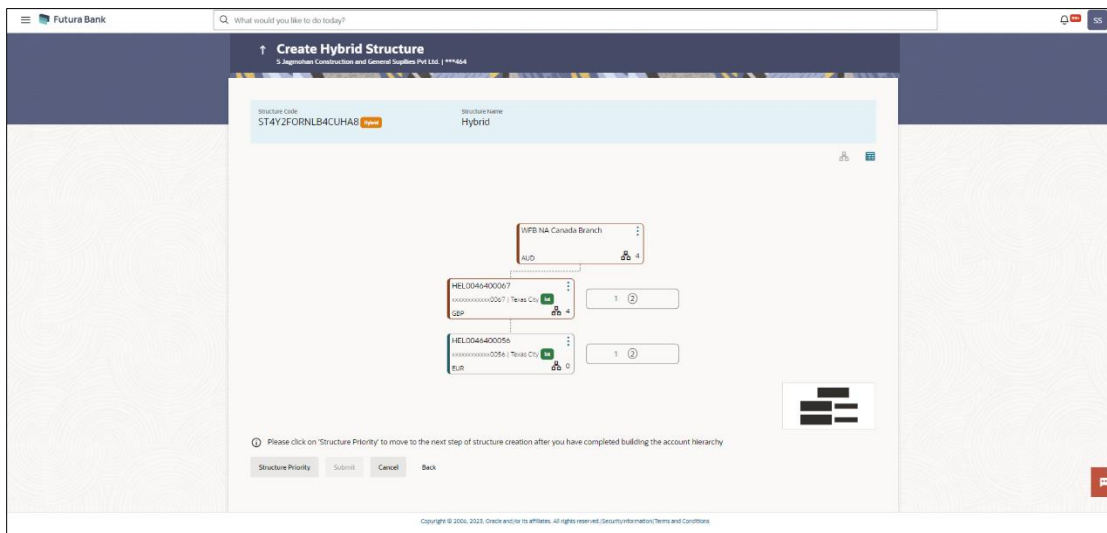 Futura Bank
What would you like to do today?
SS
↑ Create Hybrid Structure
S Jagmohan Construction and General Supllies Pvt Ltd. | ***464
Structure Code
Structure Name
ST4Y2FORNLB4CUHA8 Hybrid
Hybrid
WFB NA Canada Branch
AUD 4
HEL0046400067
xxxxxxxxxxxx0067 | Texas City Int
GBP 4
1 2
HEL0046400056
xxxxxxxxxxxx0056 | Texas City Int
EUR 0
1 2
Please click on 'Structure Priority' to move to the next step of structure creation after you have completed building the account hierarchy
Structure Priority Submit Cancel Back
Copyright © 2006, 2023, Oracle and/or its affiliates. All rights reserved.|SecurityInformation|Terms and Conditions